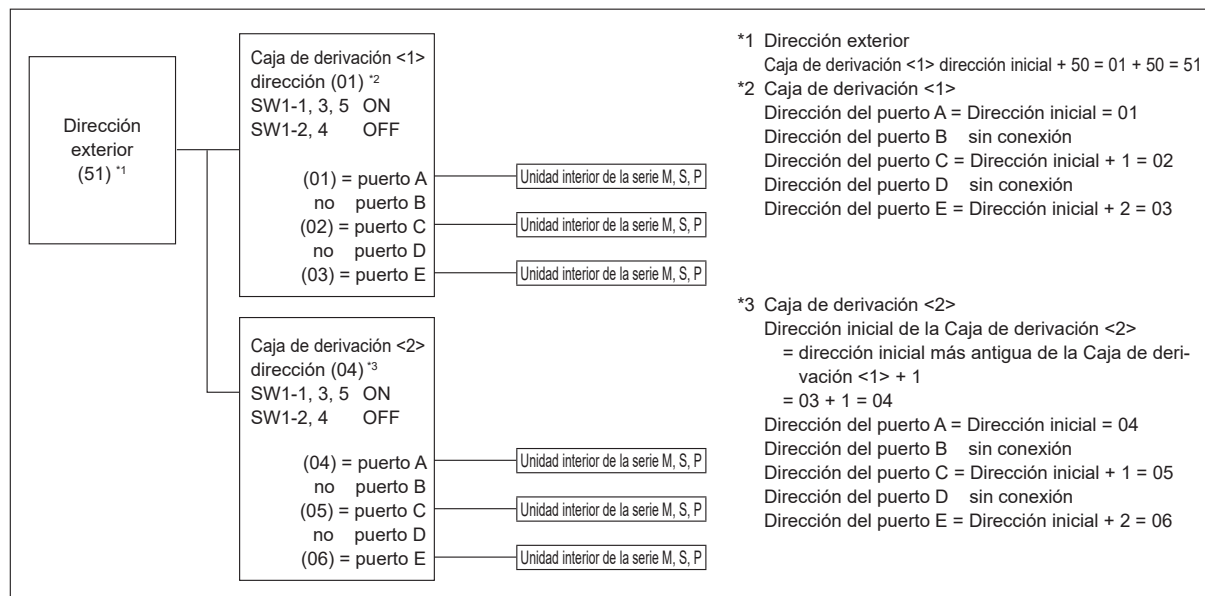 Dirección
exterior
(51) *1
Caja de derivación <1>
dirección (01) *2
SW1-1, 3, 5 ON
SW1-2, 4 OFF
(01) = puerto A
no puerto B
(02) = puerto C
no puerto D
(03) = puerto E
Unidad interior de la serie M, S, P
Unidad interior de la serie M, S, P
Unidad interior de la serie M, S, P
Caja de derivación <2>
dirección (04) *3
SW1-1, 3, 5 ON
SW1-2, 4 OFF
(04) = puerto A
no puerto B
(05) = puerto C
no puerto D
(06) = puerto E
Unidad interior de la serie M, S, P
Unidad interior de la serie M, S, P
Unidad interior de la serie M, S, P
*1 Dirección exterior
Caja de derivación <1> dirección inicial + 50 = 01 + 50 = 51
*2 Caja de derivación <1>
Dirección del puerto A = Dirección inicial = 01
Dirección del puerto B sin conexión
Dirección del puerto C = Dirección inicial + 1 = 02
Dirección del puerto D sin conexión
Dirección del puerto E = Dirección inicial + 2 = 03
*3 Caja de derivación <2>
Dirección inicial de la Caja de derivación <2>
= dirección inicial más antigua de la Caja de deri-
vación <1> + 1
= 03 + 1 = 04
Dirección del puerto A = Dirección inicial = 04
Dirección del puerto B sin conexión
Dirección del puerto C = Dirección inicial + 1 = 05
Dirección del puerto D sin conexión
Dirección del puerto E = Dirección inicial + 2 = 06